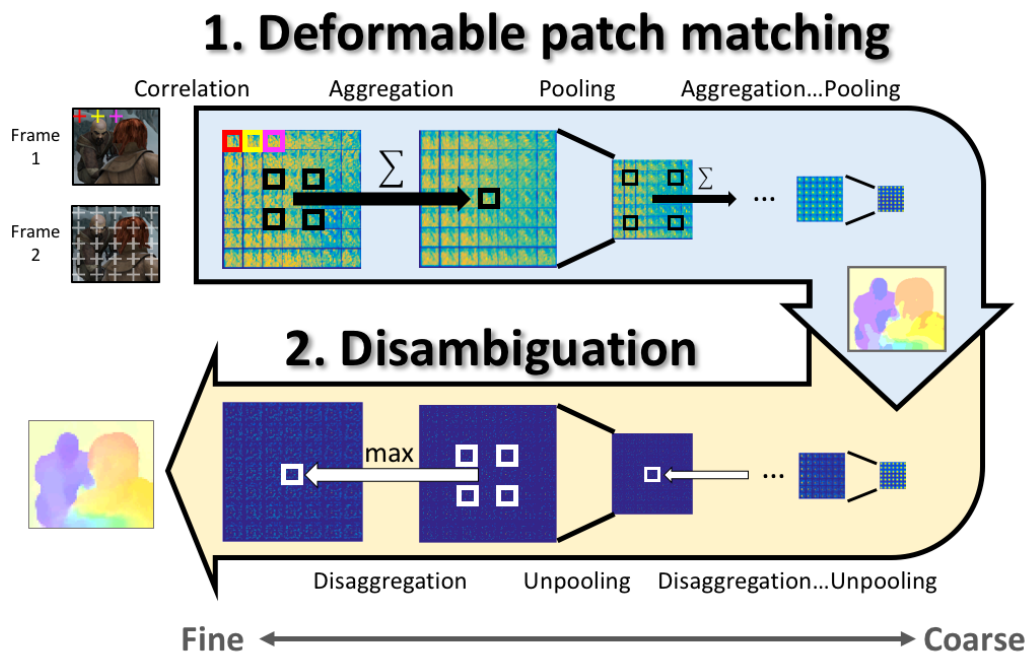 1. Deformable patch matching
Correlation Aggregation Pooling Aggregation...Pooling
Frame
1
Σ
Σ
...
Frame
2
2. Disambiguation
max
...
Disaggregation Unpooling Disaggregation...Unpooling
Fine Coarse